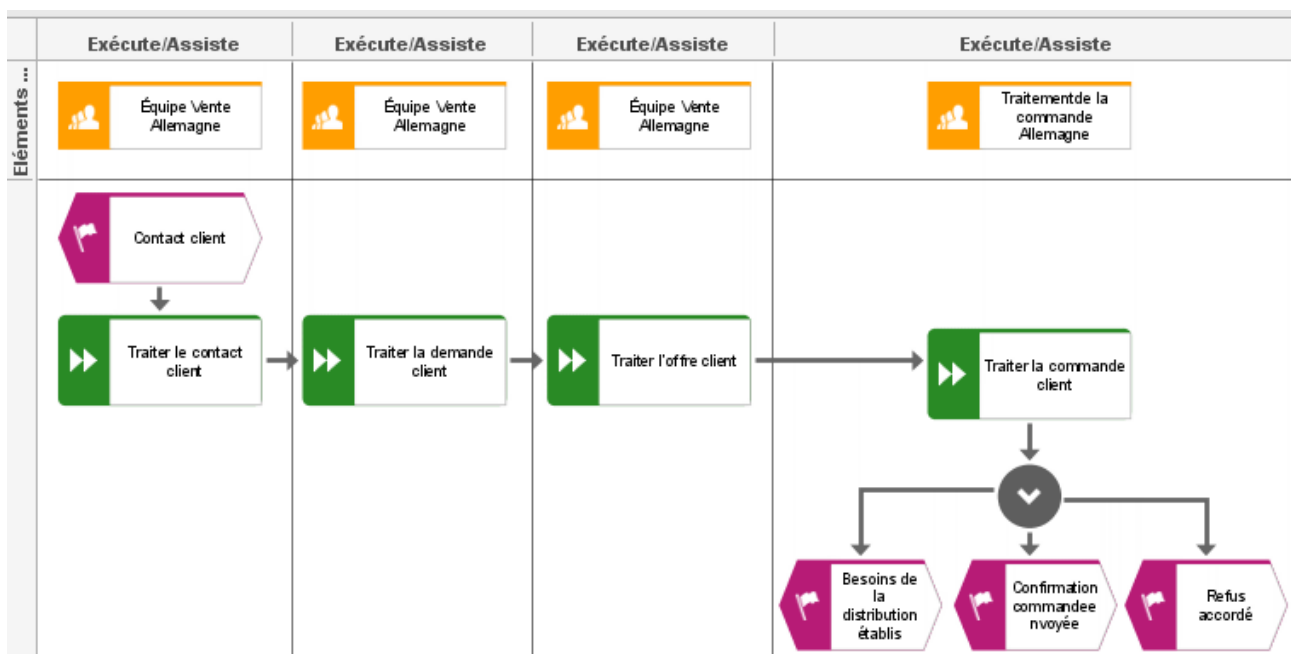 Exécute/Assiste
Exécute/Assiste
Exécute/Assiste
Exécute/Assiste
Eléments ...
Équipe Vente
Allemagne
Équipe Vente
Allemagne
Équipe Vente
Allemagne
Traitementde la
commande
Allemagne
Contact client
Traiter le contact
client
Traiter la demande
client
Traiter l'offre client
Traiter la commande
client
Besoins de
la
distribution
établis
Confirmation
commandee
nvoyée
Refus
accordé